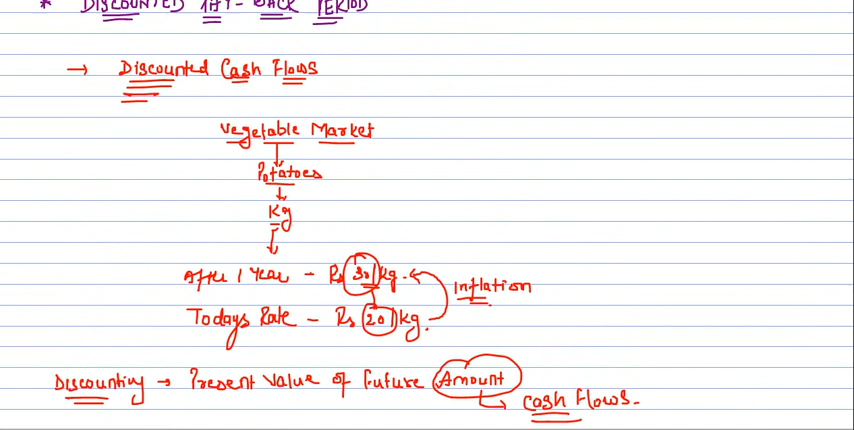 * DISCOUNTED PAY-BACK PERIOD
→ Discounted Cash Flows
Vegetable Market
Potatoes
Kg
After 1 Year - Rs 30/kg.
Inflation
Todays Rate - Rs 20/kg.
Discounting → Present Value of Future Amount
Cash Flows.